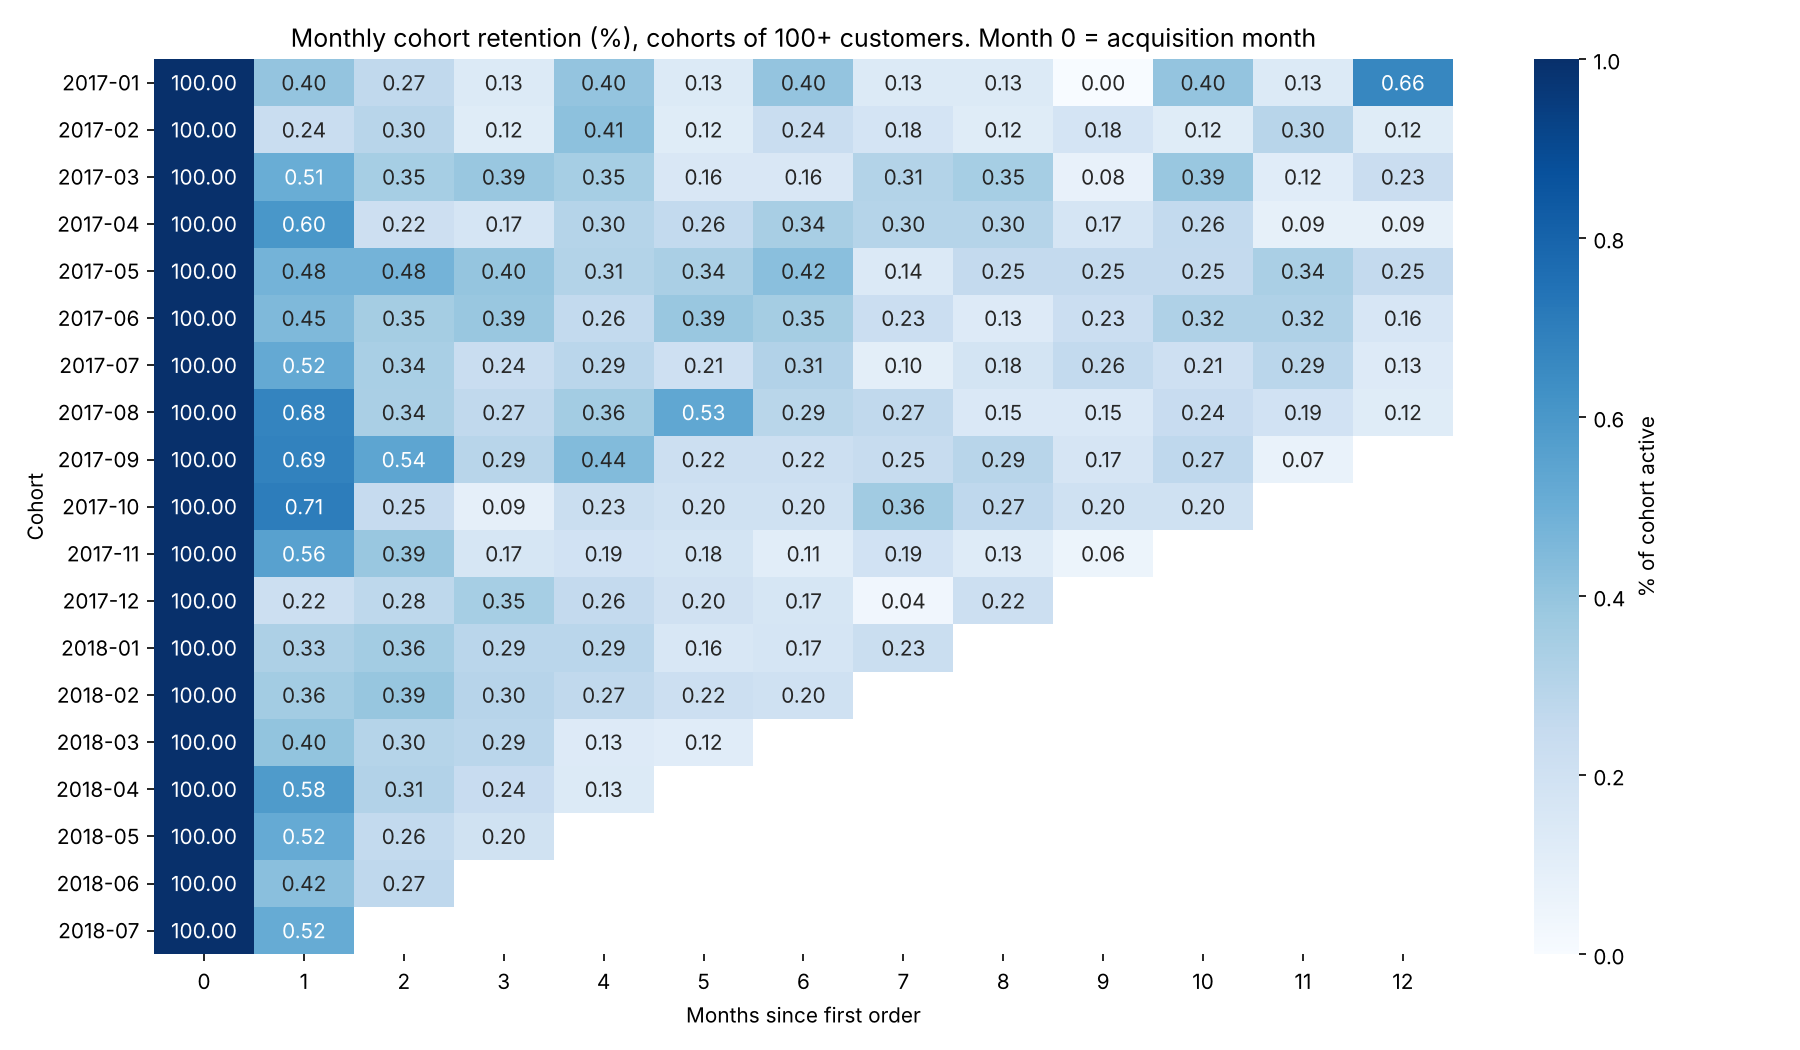 Monthly cohort retention (%), cohorts of 100+ customers. Month 0 = acquisition month
2017-01 100.00 0.40 0.27 0.13 0.40 0.13 0.40 0.13 0.13 0.00 0.40 0.13 0.66
2017-02 100.00 0.24 0.30 0.12 0.41 0.12 0.24 0.18 0.12 0.18 0.12 0.30 0.12
2017-03 100.00 0.51 0.35 0.39 0.35 0.16 0.16 0.31 0.35 0.08 0.39 0.12 0.23
2017-04 100.00 0.60 0.22 0.17 0.30 0.26 0.34 0.30 0.30 0.17 0.26 0.09 0.09
2017-05 100.00 0.48 0.48 0.40 0.31 0.34 0.42 0.14 0.25 0.25 0.25 0.34 0.25
2017-06 100.00 0.45 0.35 0.39 0.26 0.39 0.35 0.23 0.13 0.23 0.32 0.32 0.16
2017-07 100.00 0.52 0.34 0.24 0.29 0.21 0.31 0.10 0.18 0.26 0.21 0.29 0.13
2017-08 100.00 0.68 0.34 0.27 0.36 0.53 0.29 0.27 0.15 0.15 0.24 0.19 0.12
2017-09 100.00 0.69 0.54 0.29 0.44 0.22 0.22 0.25 0.29 0.17 0.27 0.07
2017-10 100.00 0.71 0.25 0.09 0.23 0.20 0.20 0.36 0.27 0.20 0.20
2017-11 100.00 0.56 0.39 0.17 0.19 0.18 0.11 0.19 0.13 0.06
2017-12 100.00 0.22 0.28 0.35 0.26 0.20 0.17 0.04 0.22
2018-01 100.00 0.33 0.36 0.29 0.29 0.16 0.17 0.23
2018-02 100.00 0.36 0.39 0.30 0.27 0.22 0.20
2018-03 100.00 0.40 0.30 0.29 0.13 0.12
2018-04 100.00 0.58 0.31 0.24 0.13
2018-05 100.00 0.52 0.26 0.20
2018-06 100.00 0.42 0.27
2018-07 100.00 0.52
0 1 2 3 4 5 6 7 8 9 10 11 12
Months since first order
Cohort
1.0
0.8
0.6
0.4
0.2
0.0
% of cohort active